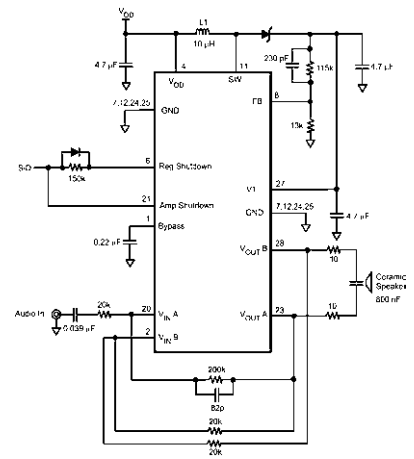 VDD
L1
10 μH
4.7 μF
4
11
VDD
SW
230 pF
115k
4.7 μF
7,12,24,25
GND
FB
8
13k
S/D
6
Reg Shutdown
150k
21
Amp Shutdown
V1
27
GND
7,12,24,25
4.7 μF
1
Bypass
0.22 μF
VOUT B
28
10
Ceramic
Speaker
800 nF
Audio In
20k
20
VIN A
0.039 μF
2
VIN B
VOUT A
23
10
200k
82p
20k
20k